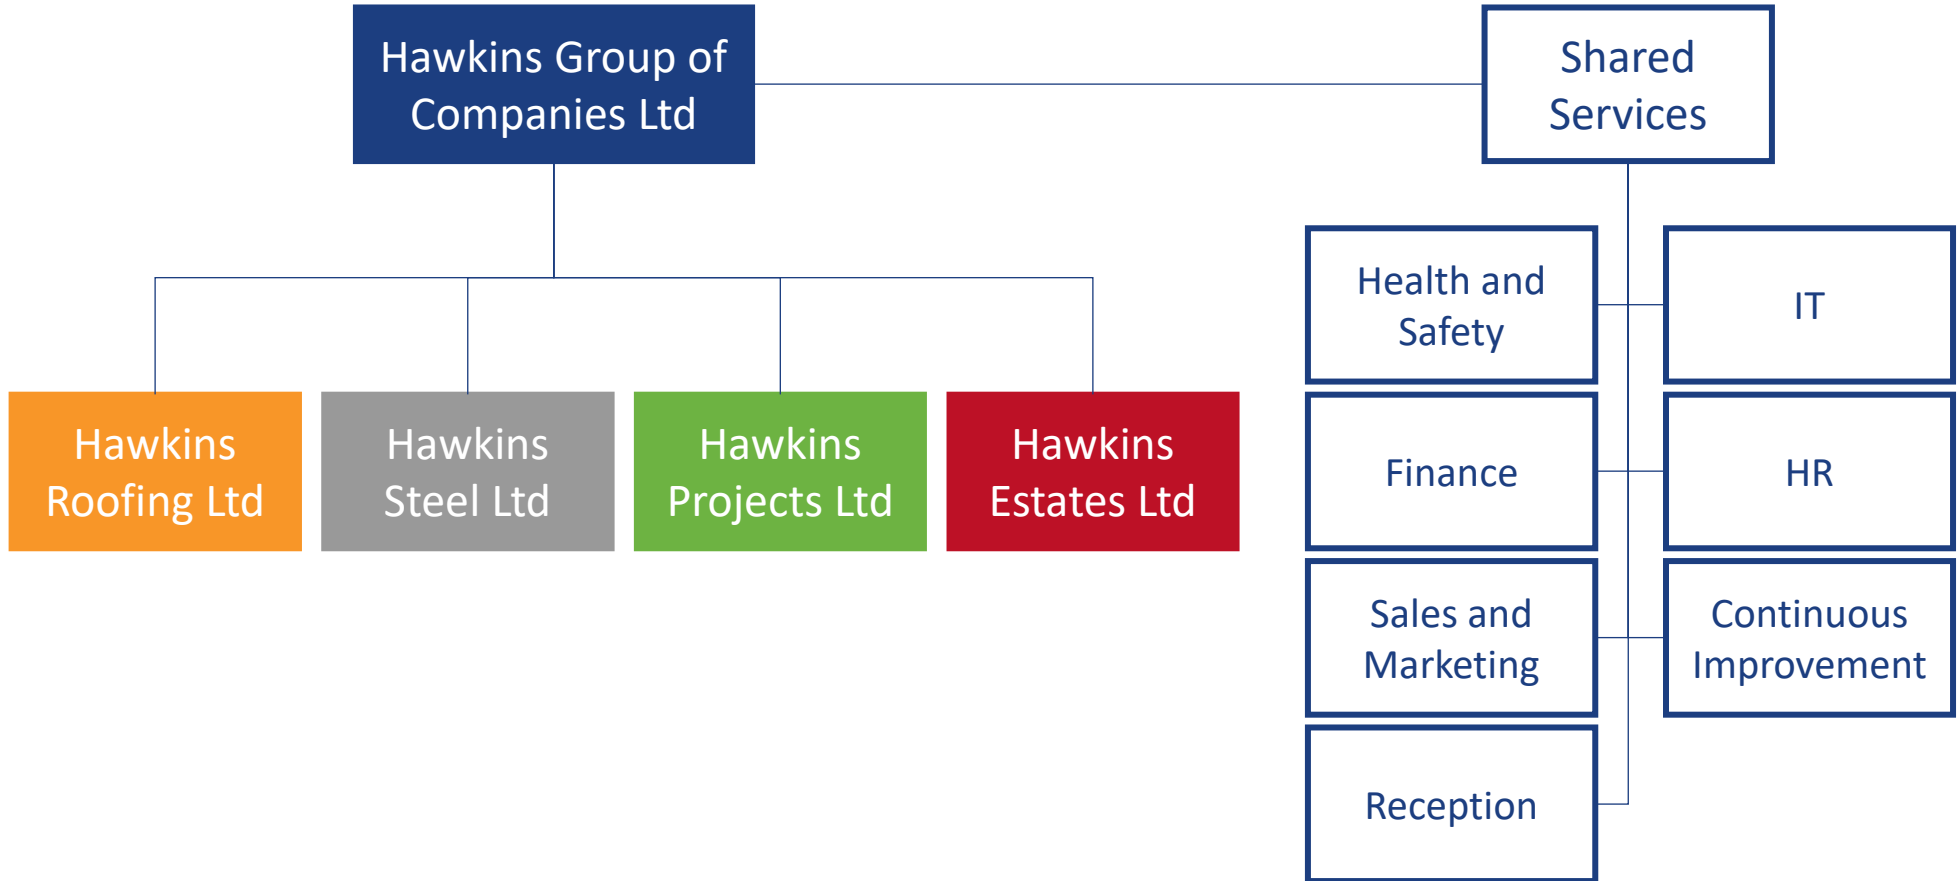 Hawkins Group of
Companies Ltd
Shared
Services
Hawkins
Roofing Ltd
Hawkins
Steel Ltd
Hawkins
Projects Ltd
Hawkins
Estates Ltd
Health and
Safety
IT
Finance
HR
Sales and
Marketing
Continuous
Improvement
Reception